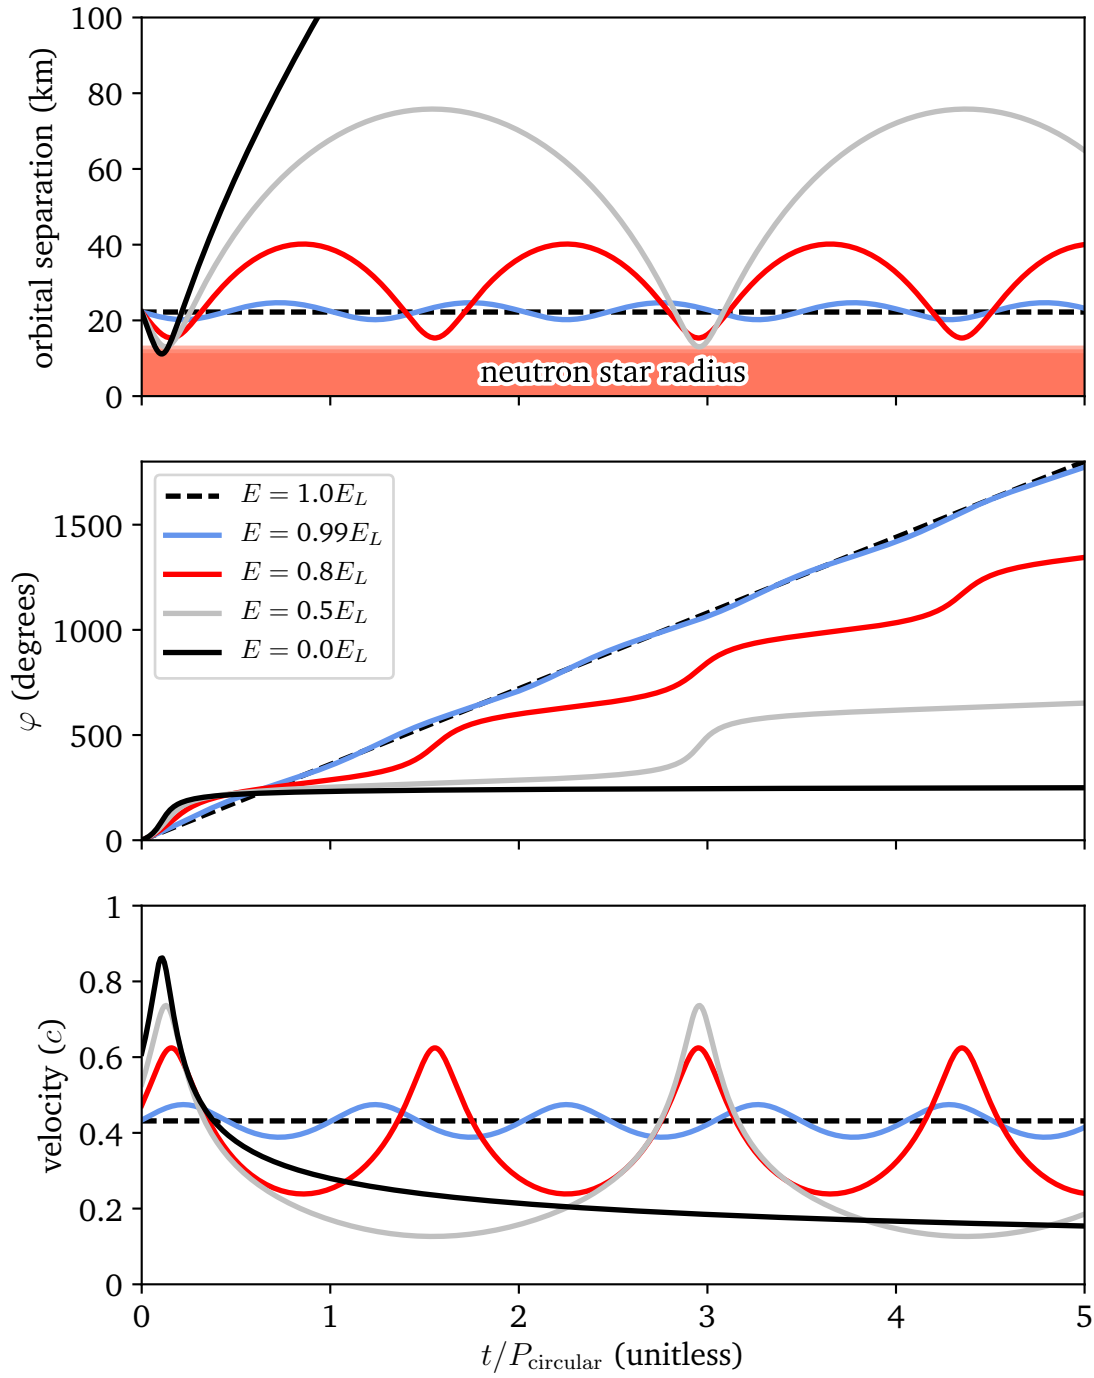 100
80
60
40
20
0
orbital separation (km)
neutron star radius
1500
1000
500
0
φ (degrees)
E = 1.0E_L
E = 0.99E_L
E = 0.8E_L
E = 0.5E_L
E = 0.0E_L
1
0.8
0.6
0.4
0.2
0
velocity (c)
0 1 2 3 4 5
t/P_circular (unitless)